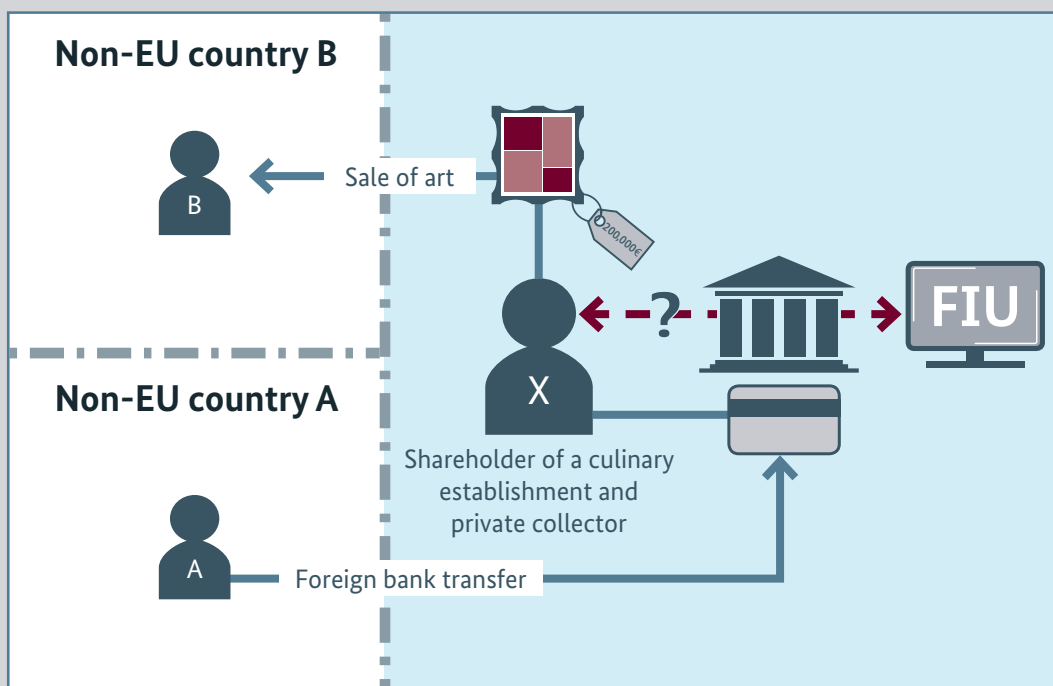 Non-EU country B
B
Sale of art
200,000€
?
FIU
X
Non-EU country A
Shareholder of a culinary
establishment and
private collector
A
Foreign bank transfer